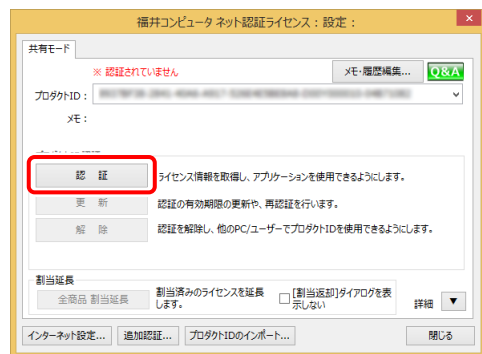 福井コンピュータ ネット認証ライセンス：設定：
共有モード
※ 認証されていません
メモ・履歴編集...
Q&A
プロダクトID：
メモ：
認　証
ライセンス情報を取得し、アプリケーションを使用できるようにします。
更　新
認証の有効期限の更新や、再認証を行います。
解　除
認証を解除し、他のPC/ユーザーでプロダクトIDを使用できるようにします。
割当延長
全商品 割当延長
割当済みのライセンスを延長
します。
[割当返却]ダイアログを表
示しない
詳細 ▼
インターネット設定...
追加認証...
プロダクトIDのインポート...
閉じる